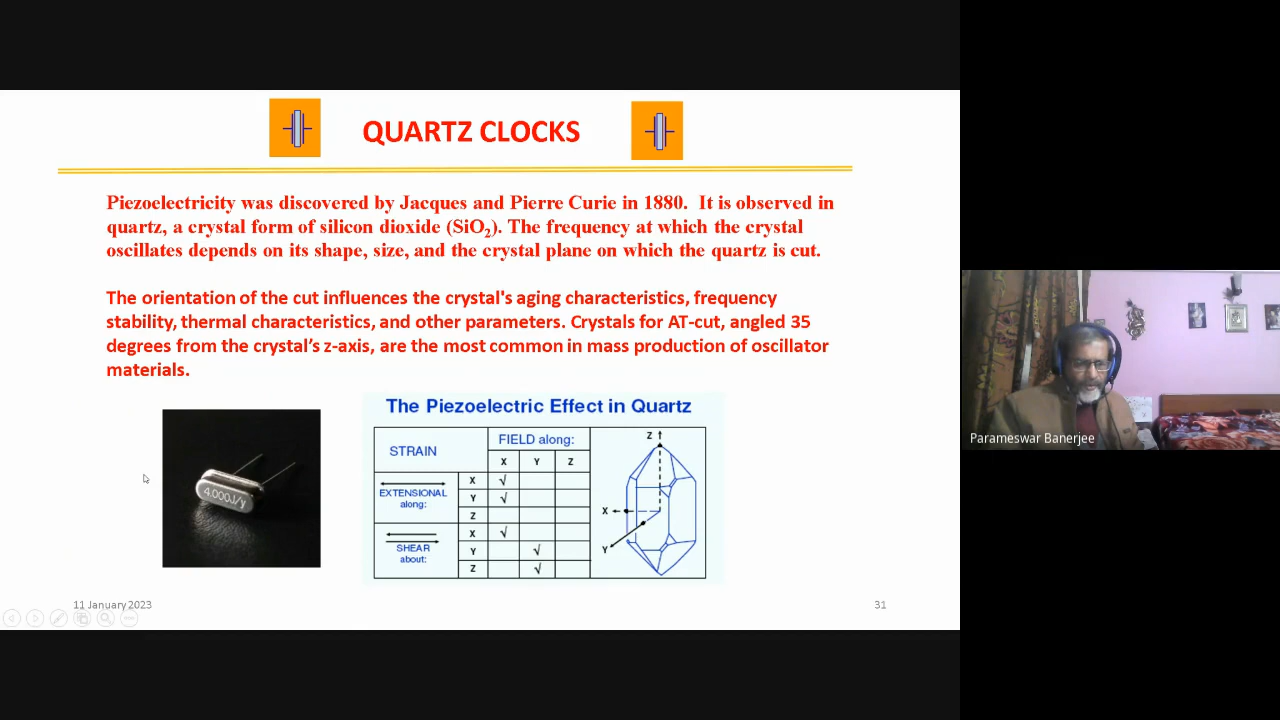 QUARTZ CLOCKS
Piezoelectricity was discovered by Jacques and Pierre Curie in 1880. It is observed in
quartz, a crystal form of silicon dioxide (SiO₂). The frequency at which the crystal
oscillates depends on its shape, size, and the crystal plane on which the quartz is cut.
The orientation of the cut influences the crystal's aging characteristics, frequency
stability, thermal characteristics, and other parameters. Crystals for AT-cut, angled 35
degrees from the crystal’s z-axis, are the most common in mass production of oscillator
materials.
4.000J/y
The Piezoelectric Effect in Quartz
STRAIN
FIELD along:
X Y Z
EXTENSIONAL
along:
X √
Y √
Z
SHEAR
about:
X √
Y √
Z √
Z
X
Y
11 January 2023
31
Parameswar Banerjee